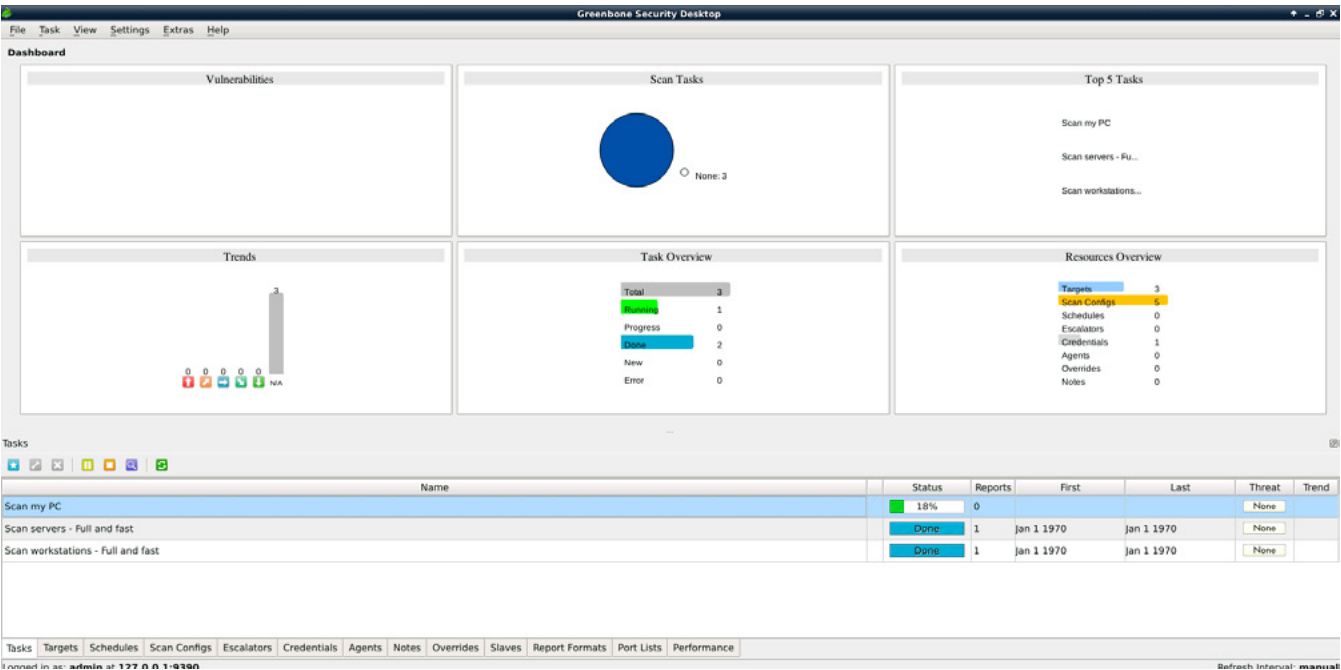 Greenbone Security Desktop
File Task View Settings Extras Help
Dashboard
Vulnerabilities
Scan Tasks
None: 3
Top 5 Tasks
Scan my PC
Scan servers - Fu...
Scan workstations...
Trends
3
0 0 0 0 0
N/A
Task Overview
Total 3
Running 1
Progress 0
Done 2
New 0
Error 0
Resources Overview
Targets 3
Scan Configs 5
Schedules 0
Escalators 0
Credentials 1
Agents 0
Overrides 0
Notes 0
Tasks
Name Status Reports First Last Threat Trend
Scan my PC 18% 0 None
Scan servers - Full and fast Done 1 Jan 1 1970 Jan 1 1970 None
Scan workstations - Full and fast Done 1 Jan 1 1970 Jan 1 1970 None
Tasks Targets Schedules Scan Configs Escalators Credentials Agents Notes Overrides Slaves Report Formats Port Lists Performance
Logged in as: admin at 127.0.0.1:9390 Refresh Interval: manual